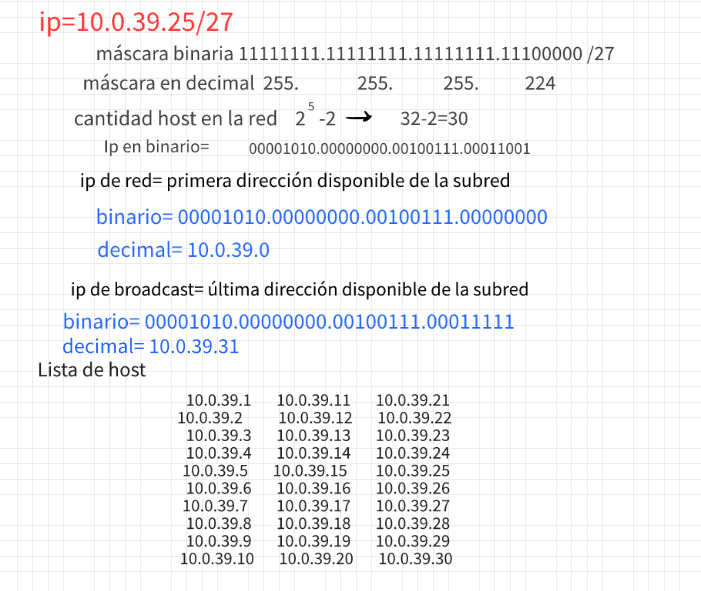 ip=10.0.39.25/27
máscara binaria 11111111.11111111.11111111.11100000 /27
máscara en decimal 255. 255. 255. 224
cantidad host en la red 2^5 -2 → 32-2=30
Ip en binario= 00001010.00000000.00100111.00011001
ip de red= primera dirección disponible de la subred
binario= 00001010.00000000.00100111.00000000
decimal= 10.0.39.0
ip de broadcast= última dirección disponible de la subred
binario= 00001010.00000000.00100111.00011111
decimal= 10.0.39.31
Lista de host
10.0.39.1 10.0.39.11 10.0.39.21
10.0.39.2 10.0.39.12 10.0.39.22
10.0.39.3 10.0.39.13 10.0.39.23
10.0.39.4 10.0.39.14 10.0.39.24
10.0.39.5 10.0.39.15 10.0.39.25
10.0.39.6 10.0.39.16 10.0.39.26
10.0.39.7 10.0.39.17 10.0.39.27
10.0.39.8 10.0.39.18 10.0.39.28
10.0.39.9 10.0.39.19 10.0.39.29
10.0.39.10 10.0.39.20 10.0.39.30